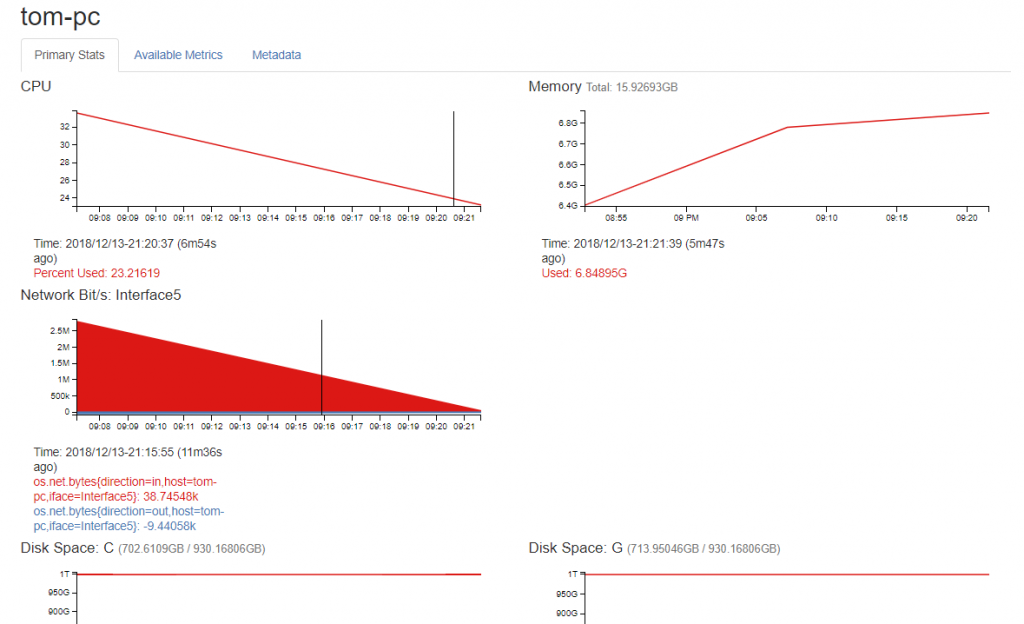 tom-pc
Primary Stats Available Metrics Metadata
CPU
32
30
28
26
24
09:08 09:09 09:10 09:11 09:12 09:13 09:14 09:15 09:16 09:17 09:18 09:19 09:20 09:21
Time: 2018/12/13-21:20:37 (6m54s
ago)
Percent Used: 23.21619
Memory Total: 15.92693GB
6.8G
6.7G
6.6G
6.5G
6.4G
08:55 09 PM 09:05 09:10 09:15 09:20
Time: 2018/12/13-21:21:39 (5m47s
ago)
Used: 6.84895G
Network Bit/s: Interface5
2.5M
2M
1.5M
1M
500k
0
09:08 09:09 09:10 09:11 09:12 09:13 09:14 09:15 09:16 09:17 09:18 09:19 09:20 09:21
Time: 2018/12/13-21:15:55 (11m36s
ago)
os.net.bytes{direction=in,host=tom-
pc,iface=Interface5}: 38.74548k
os.net.bytes{direction=out,host=tom-
pc,iface=Interface5}: -9.44058k
Disk Space: C (702.6109GB / 930.16806GB)
1T
950G
900G
Disk Space: G (713.95046GB / 930.16806GB)
1T
950G
900G